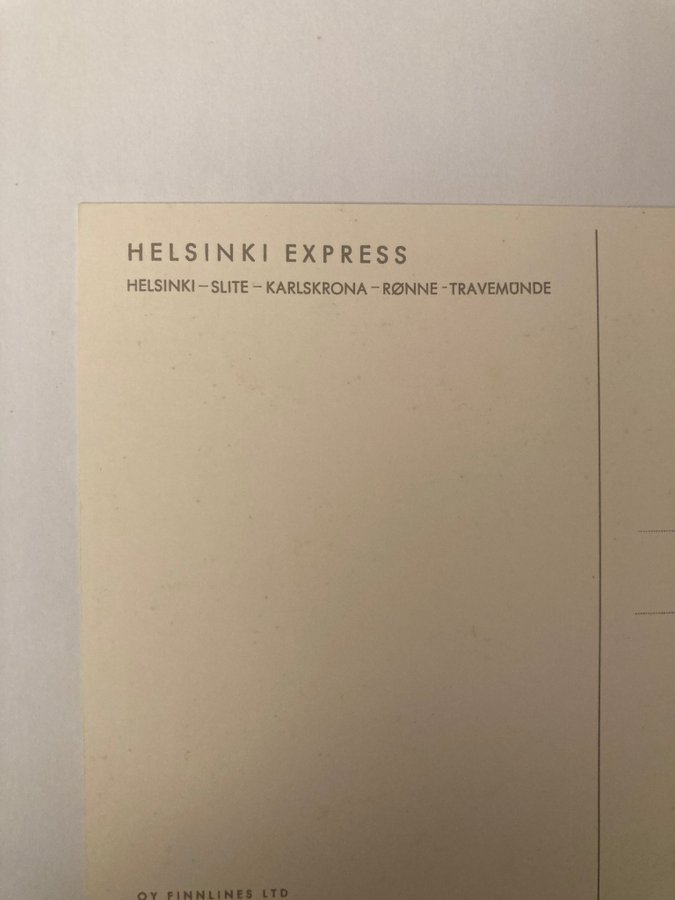 HELSINKI EXPRESS
HELSINKI – SLITE – KARLSKRONA – RØNNE - TRAVEMÜNDE
OY FINNLINES LTD